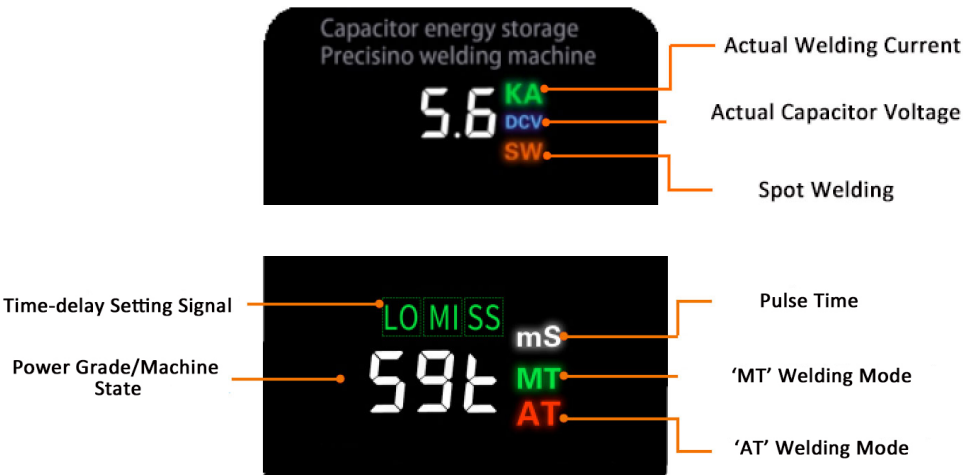 Capacitor energy storage
Precisino welding machine
5.6
KA
DCV
SW
Actual Welding Current
Actual Capacitor Voltage
Spot Welding
Time-delay Setting Signal
LO MI SS
mS
Pulse Time
Power Grade/Machine
State
59t
MT
'MT' Welding Mode
AT
'AT' Welding Mode